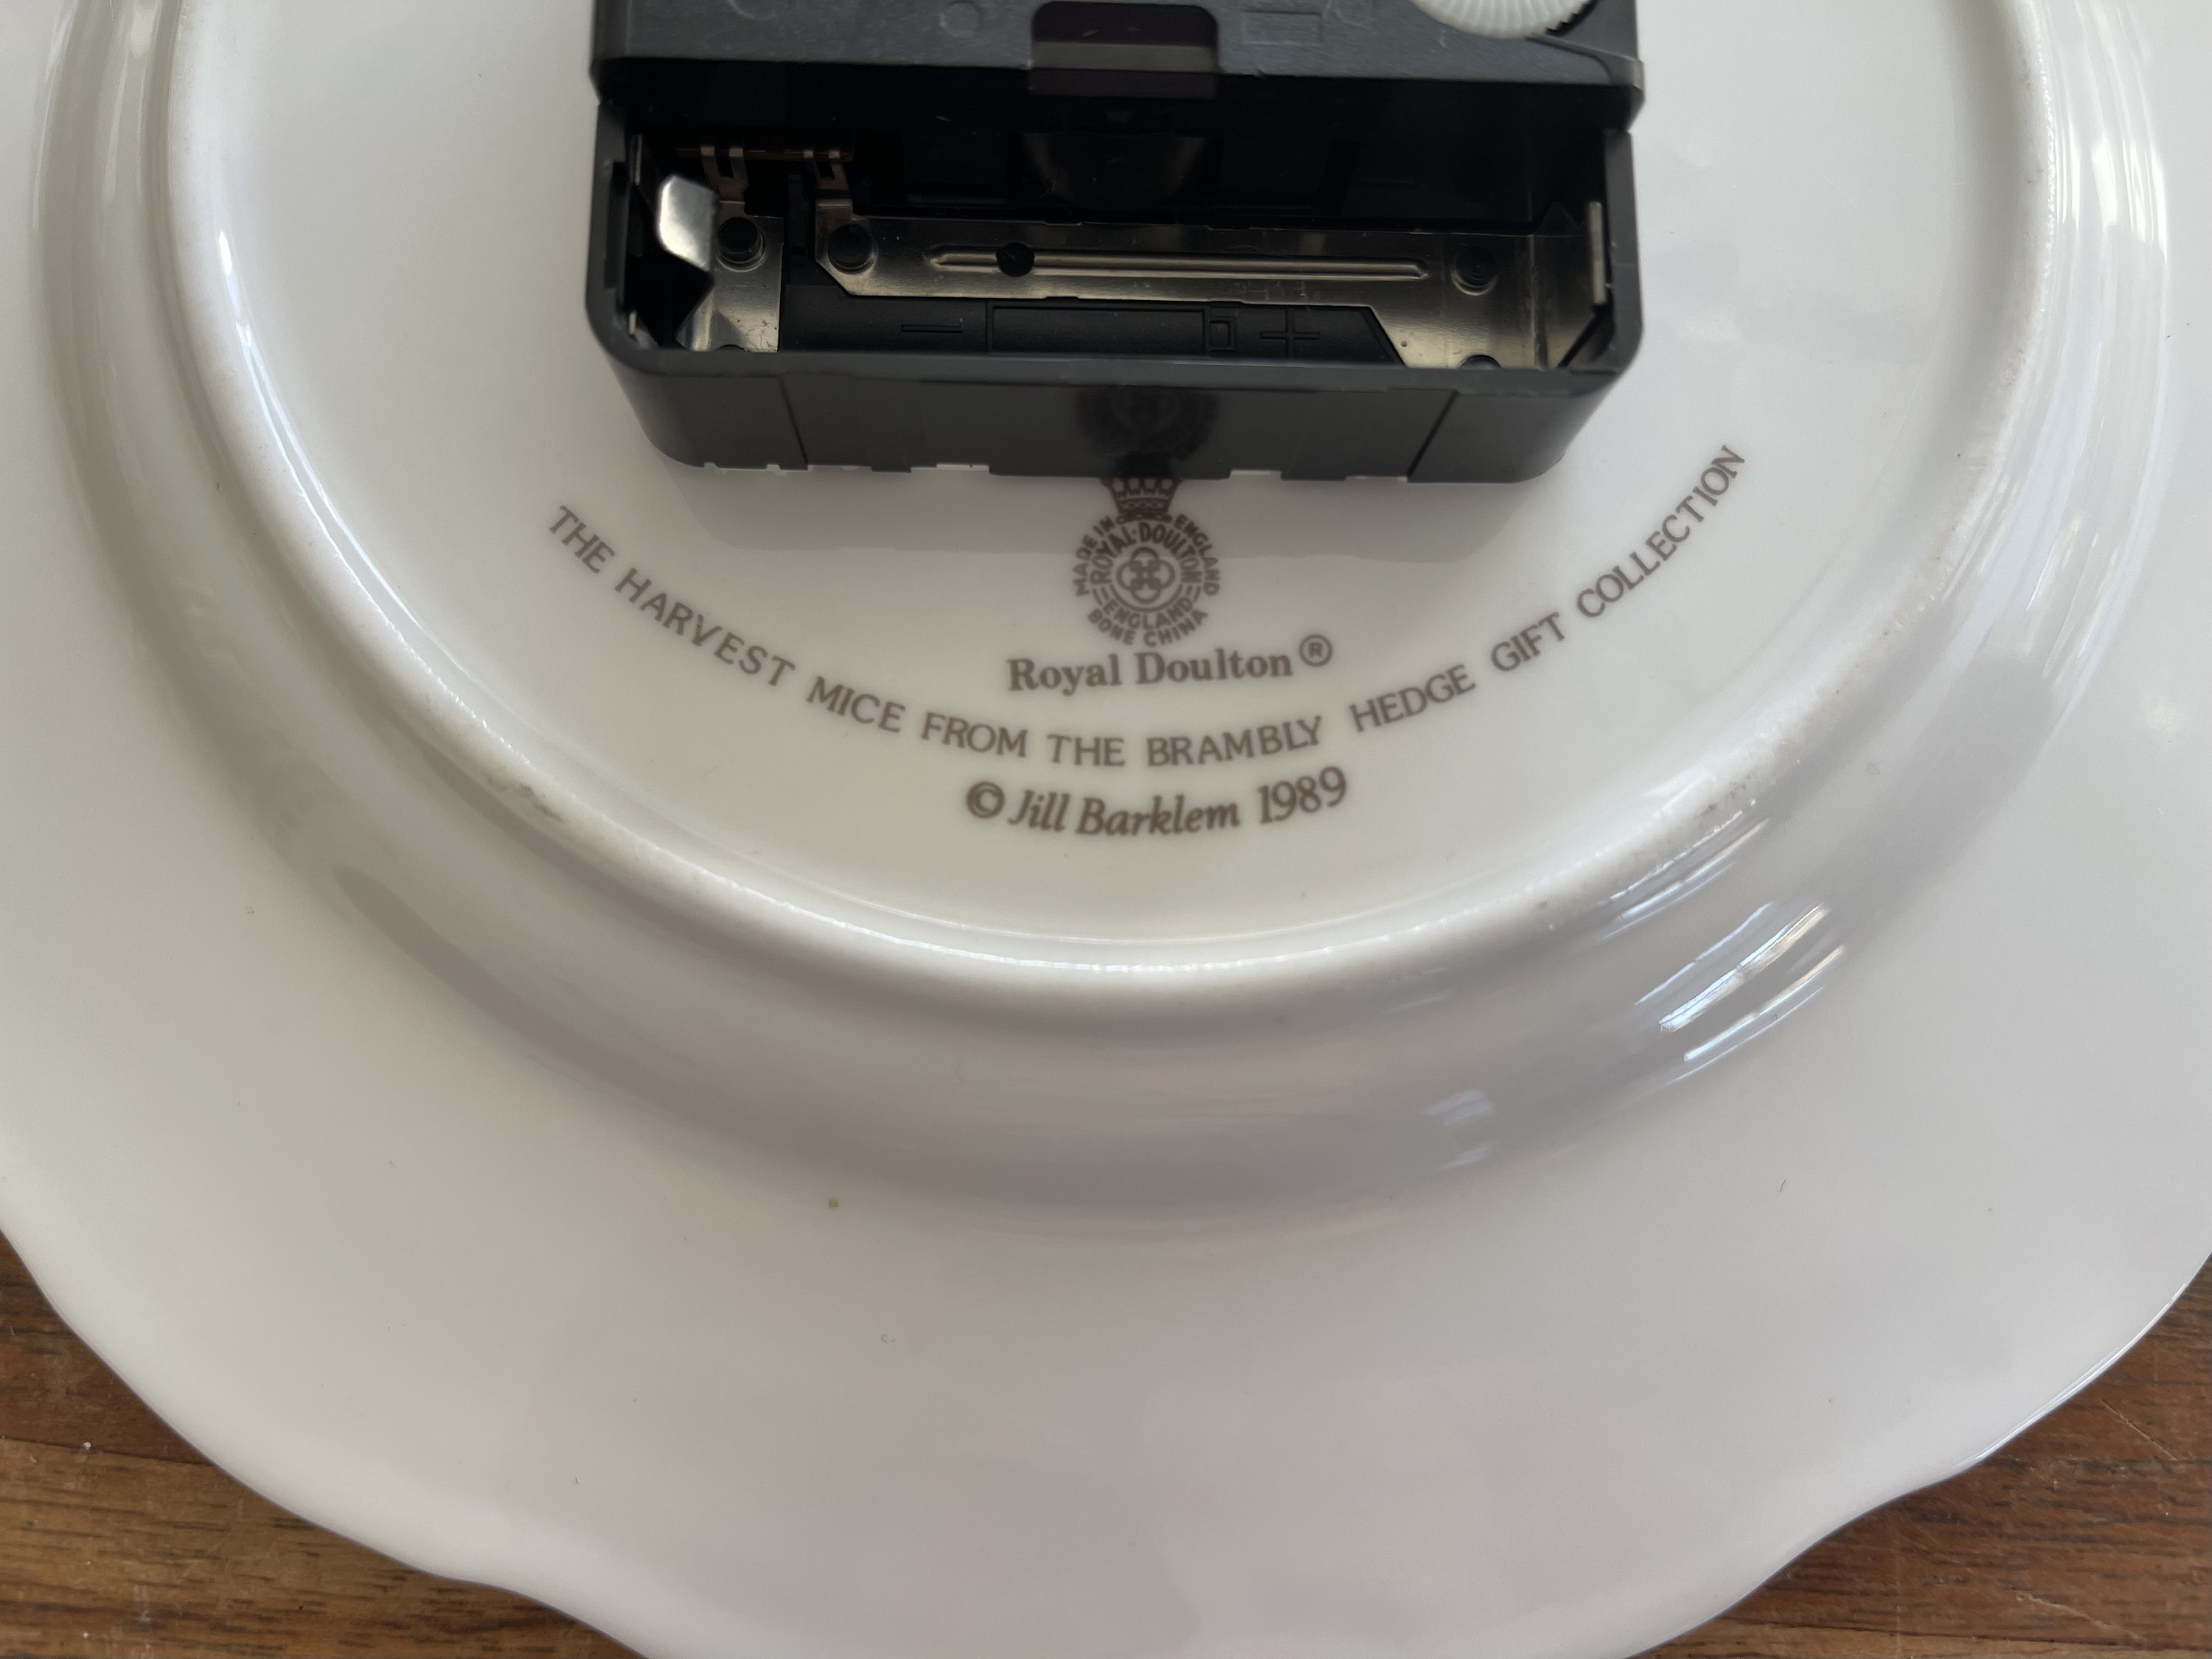 − +
MADE IN ENGLAND
ROYAL·DOULTON
ENGLAND
BONE CHINA
Royal Doulton®
THE HARVEST MICE FROM THE BRAMBLY HEDGE GIFT COLLECTION
© Jill Barklem 1989